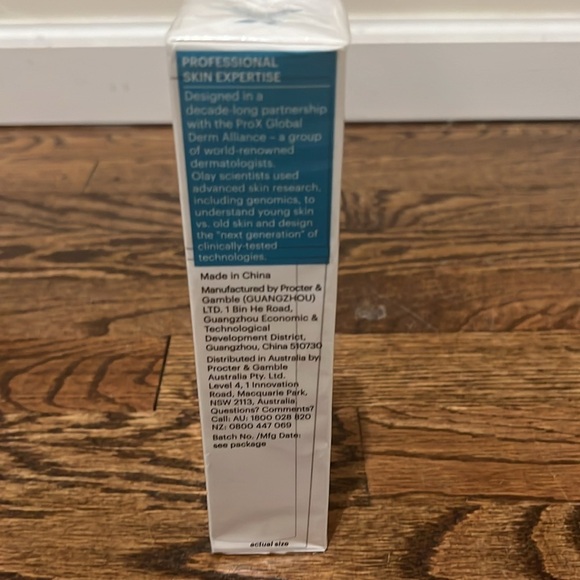 PROFESSIONAL
SKIN EXPERTISE
Designed in a
decade-long partnership
with the ProX Global
Derm Alliance – a group
of world-renowned
dermatologists.
Olay scientists used
advanced skin research,
including genomics, to
understand young skin
vs. old skin and design
the "next generation" of
clinically-tested
technologies.
Made in China
Manufactured by Procter &
Gamble (GUANGZHOU)
LTD. 1 Bin He Road,
Guangzhou Economic &
Technological
Development District,
Guangzhou, China 510730
Distributed in Australia by
Procter & Gamble
Australia Pty. Ltd.
Level 4, 1 Innovation
Road, Macquarie Park,
NSW 2113, Australia.
Questions? Comments?
Call: AU: 1800 028 820
NZ: 0800 447 069
Batch No. /Mfg Date:
see package
actual size